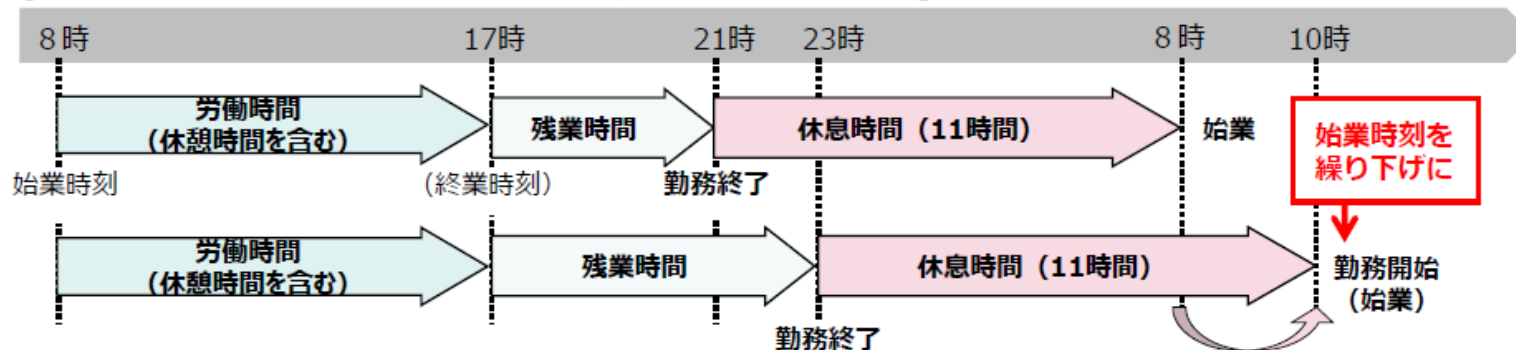 8時 17時 21時 23時 8時 10時
労働時間
(休憩時間を含む)
残業時間
休息時間（11時間）
始業
始業時刻を
繰り下げに
始業時刻
(終業時刻)
勤務終了
労働時間
(休憩時間を含む)
残業時間
休息時間（11時間）
勤務開始
(始業)
勤務終了